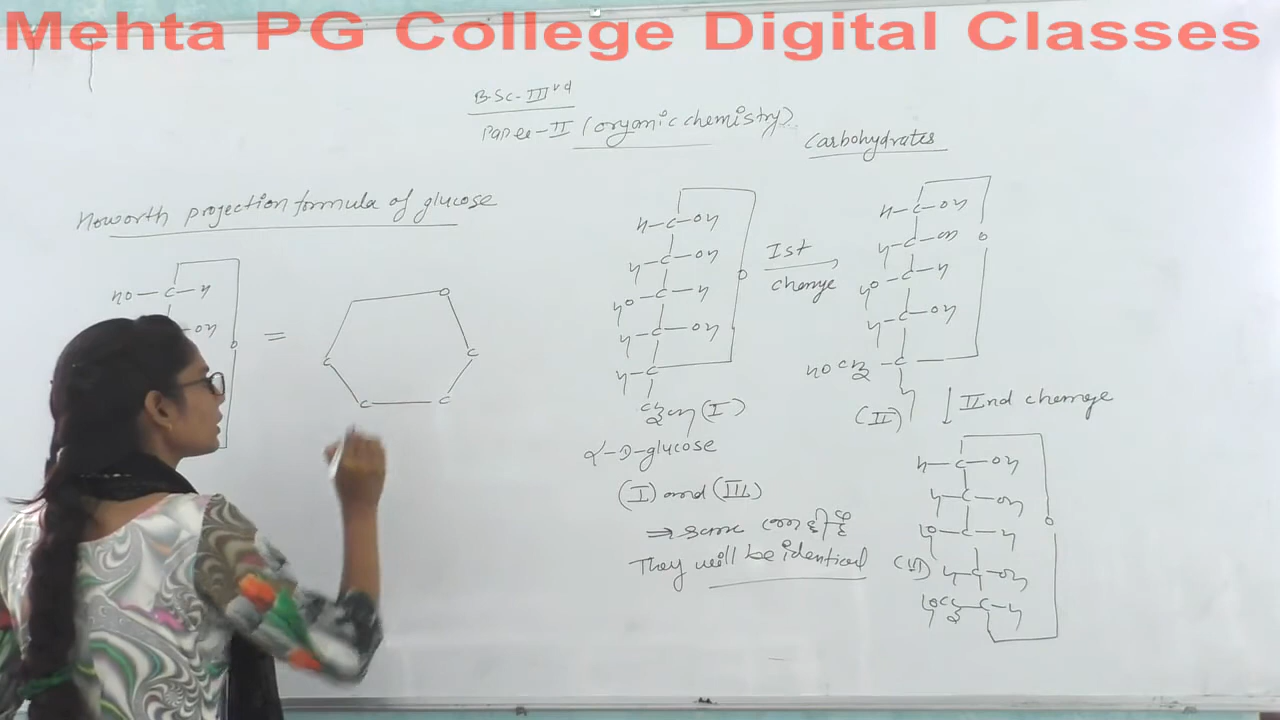 Mehta PG College Digital Classes
B.Sc-IIIrd
Paper-II (organic chemistry)
Carbohydrates
Howorth projection formula of glucose
HO-C-H
-OH
O
=
O
C
C
C
C
H-C-OH
H-C-OH
HO-C-H
H-C-OH
H-C
CH2OH (I)
O
α-D-glucose
Ist
change
H-C-OH
H-C-OH
HO-C-H
H-C-OH
HOCH2-C
H
O
(II)
IInd change
H-C-OH
H-C-OH
HO-C-H
H-C-OH
HOCH2-C-H
O
(I) and (III)
⇒ same
They will be identical